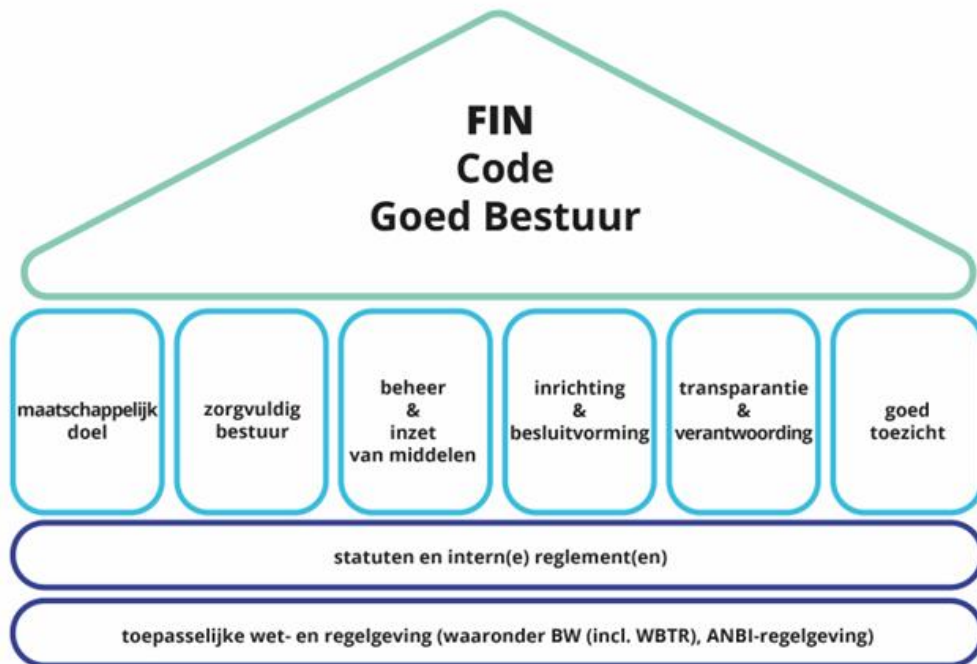 FIN
Code
Goed Bestuur
maatschappelijk
doel
zorgvuldig
bestuur
beheer
&
inzet
van middelen
inrichting
&
besluitvorming
transparantie
&
verantwoording
goed
toezicht
statuten en intern(e) reglement(en)
toepasselijke wet- en regelgeving (waaronder BW (incl. WBTR), ANBI-regelgeving)